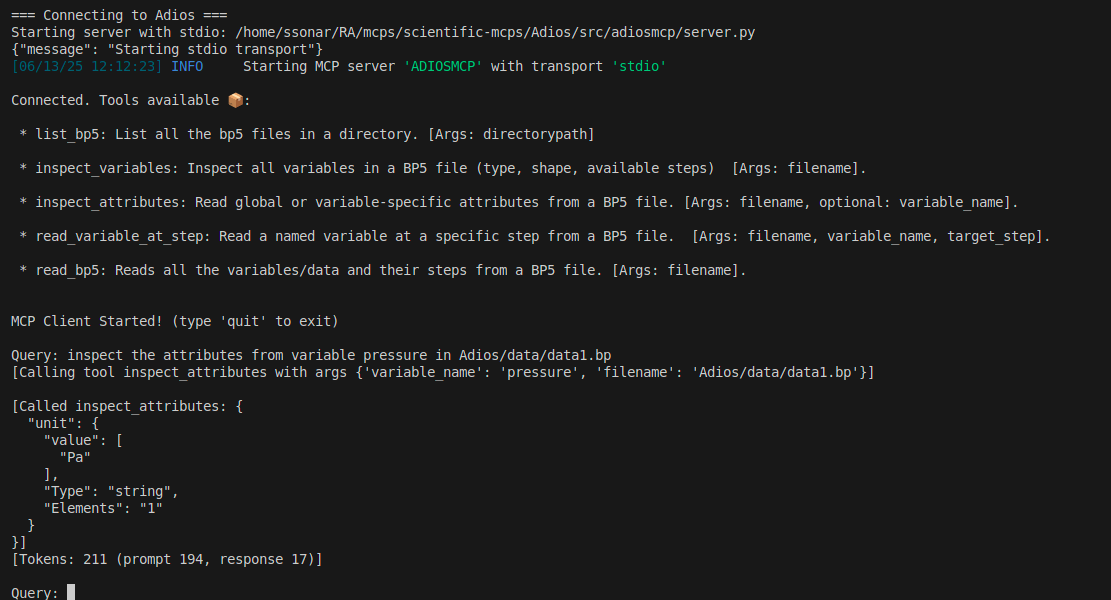 === Connecting to Adios ===
Starting server with stdio: /home/ssonar/RA/mcps/scientific-mcps/Adios/src/adiosmcp/server.py
{"message": "Starting stdio transport"}
[06/13/25 12:12:23] INFO     Starting MCP server 'ADIOSMCP' with transport 'stdio'
Connected. Tools available 📦:
 * list_bp5: List all the bp5 files in a directory. [Args: directorypath]
 * inspect_variables: Inspect all variables in a BP5 file (type, shape, available steps)  [Args: filename].
 * inspect_attributes: Read global or variable-specific attributes from a BP5 file. [Args: filename, optional: variable_name].
 * read_variable_at_step: Read a named variable at a specific step from a BP5 file.  [Args: filename, variable_name, target_step].
 * read_bp5: Reads all the variables/data and their steps from a BP5 file. [Args: filename].
MCP Client Started! (type 'quit' to exit)
Query: inspect the attributes from variable pressure in Adios/data/data1.bp
[Calling tool inspect_attributes with args {'variable_name': 'pressure', 'filename': 'Adios/data/data1.bp'}]
[Called inspect_attributes: {
  "unit": {
    "value": [
      "Pa"
    ],
    "Type": "string",
    "Elements": "1"
  }
}]
[Tokens: 211 (prompt 194, response 17)]
Query: